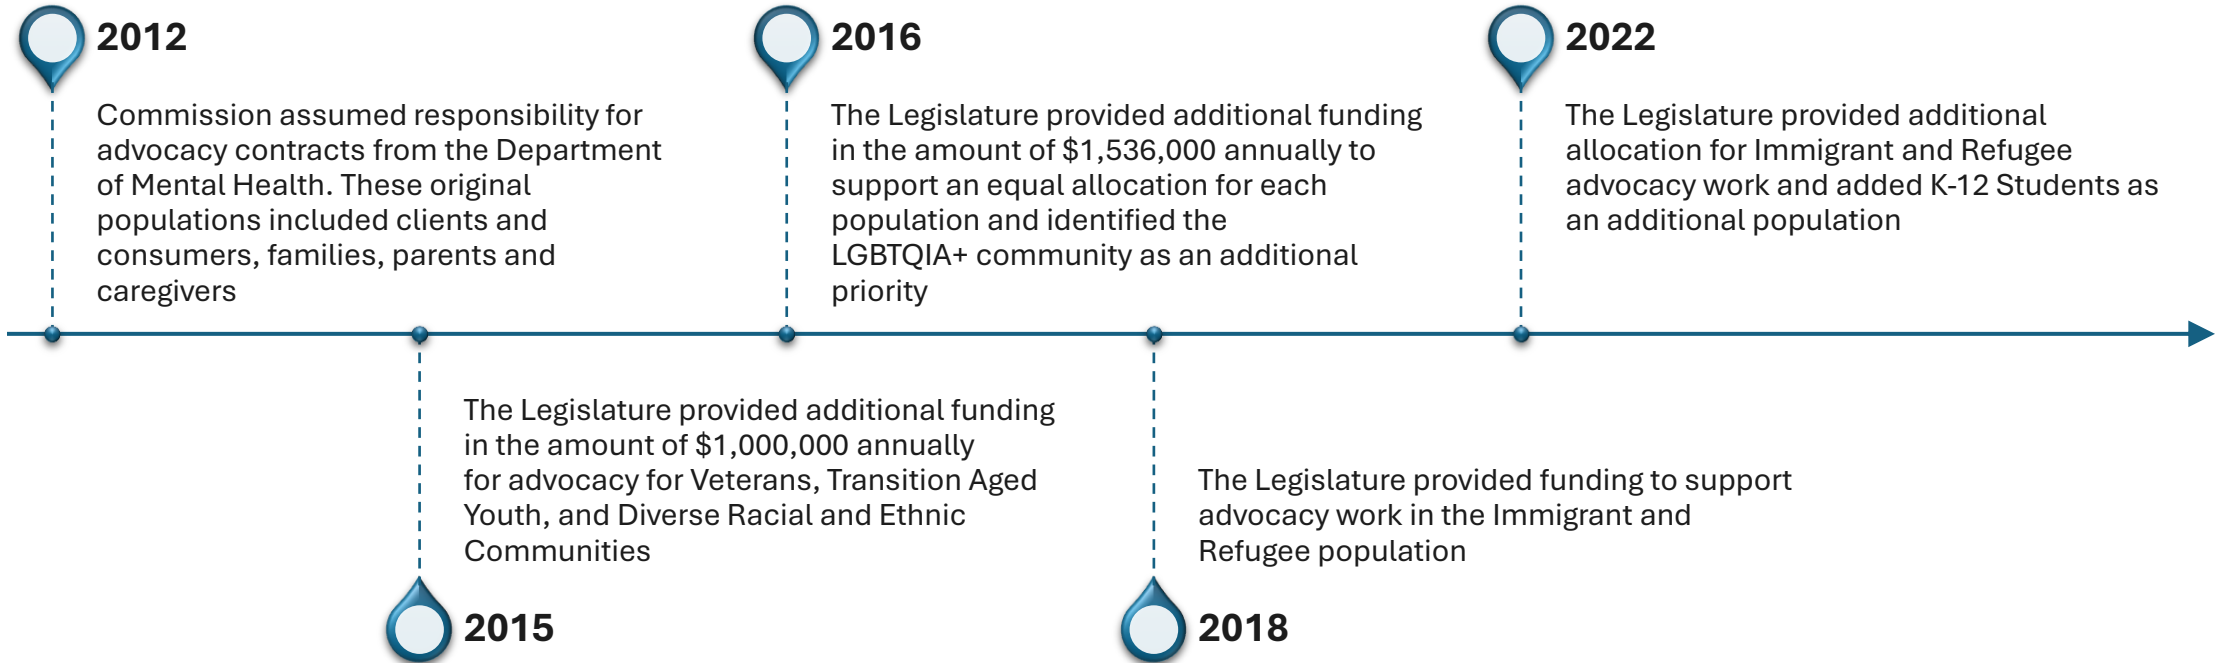 2012
Commission assumed responsibility for
advocacy contracts from the Department
of Mental Health. These original
populations included clients and
consumers, families, parents and
caregivers
2015
The Legislature provided additional funding
in the amount of $1,000,000 annually
for advocacy for Veterans, Transition Aged
Youth, and Diverse Racial and Ethnic
Communities
2016
The Legislature provided additional funding
in the amount of $1,536,000 annually to
support an equal allocation for each
population and identified the
LGBTQIA+ community as an additional
priority
2018
The Legislature provided funding to support
advocacy work in the Immigrant and
Refugee population
2022
The Legislature provided additional
allocation for Immigrant and Refugee
advocacy work and added K-12 Students as
an additional population